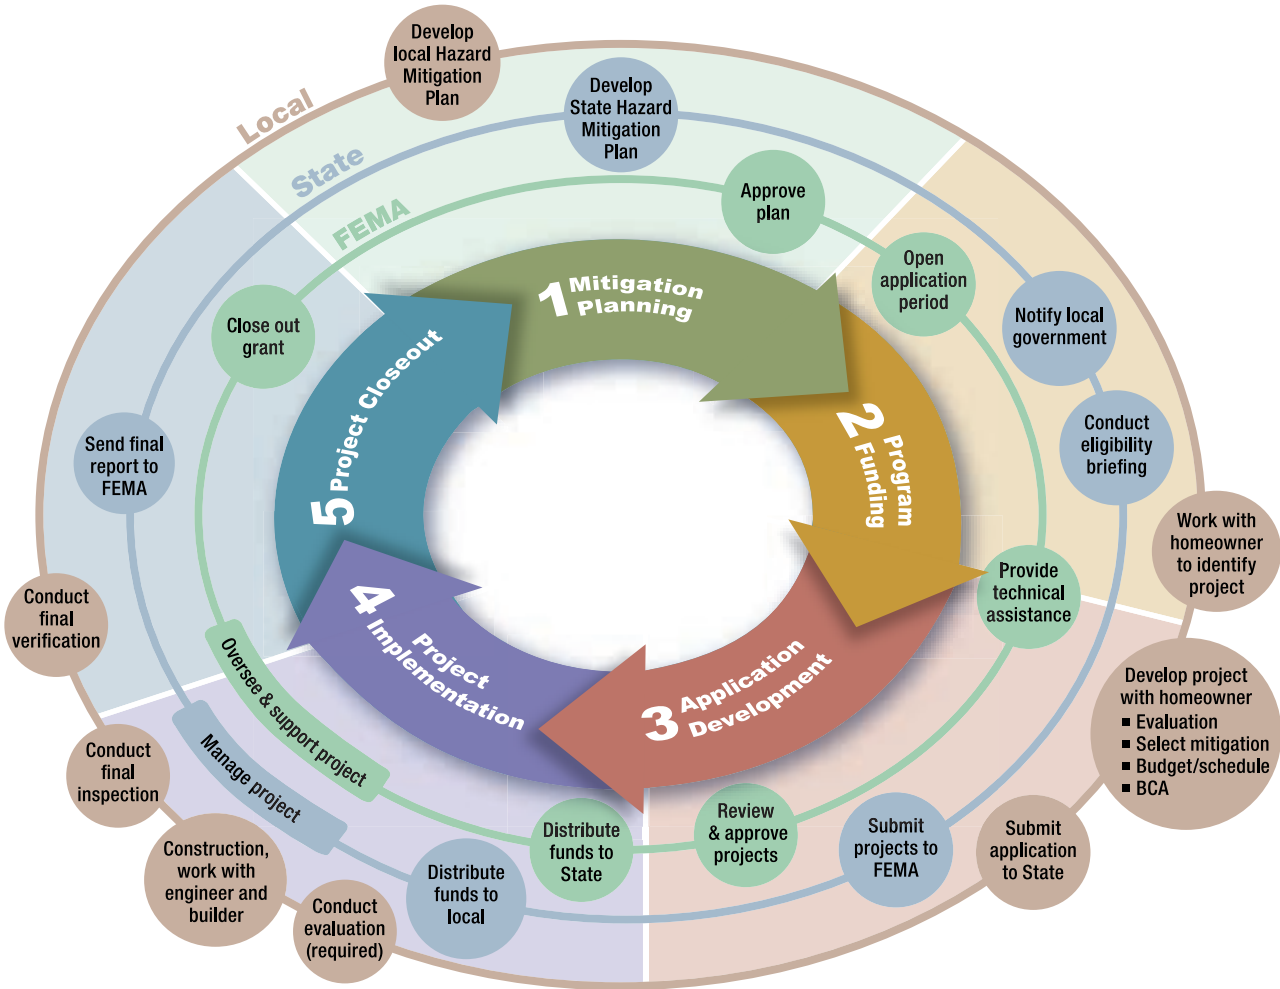 Develop
local Hazard
Mitigation
Plan
Develop
State Hazard
Mitigation
Plan
Local
State
FEMA
Approve
plan
Open
application
period
Notify local
government
Conduct
eligibility
briefing
Work with
homeowner
to identify
project
Provide
technical
assistance
Develop project
with homeowner
▪ Evaluation
▪ Select mitigation
▪ Budget/schedule
▪ BCA
Submit
application
to State
Submit
projects to
FEMA
Review
& approve
projects
Distribute
funds to
State
Distribute
funds to
local
Conduct
evaluation
(required)
Construction,
work with
engineer and
builder
Conduct
final
inspection
Manage project
Oversee & support project
Conduct
final
verification
Send final
report to
FEMA
Close out
grant
1 Mitigation
Planning
2 Program
Funding
3 Application
Development
4 Project
Implementation
5 Project Closeout